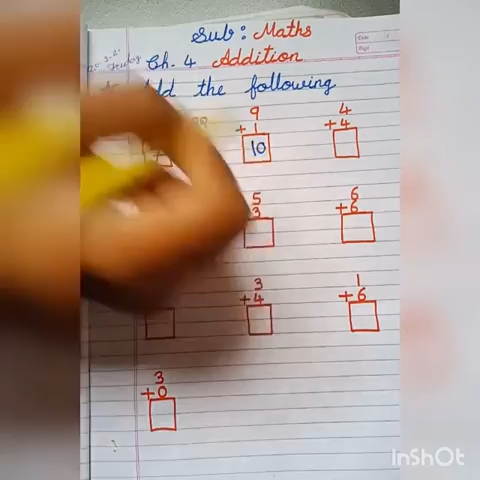 Sub: Maths
Ch. 4 Addition
Add the following
9 4
+ 1 + 4
10
5 6
3 + 6
3 1
+ 4 + 6
3
+ 0
InShot